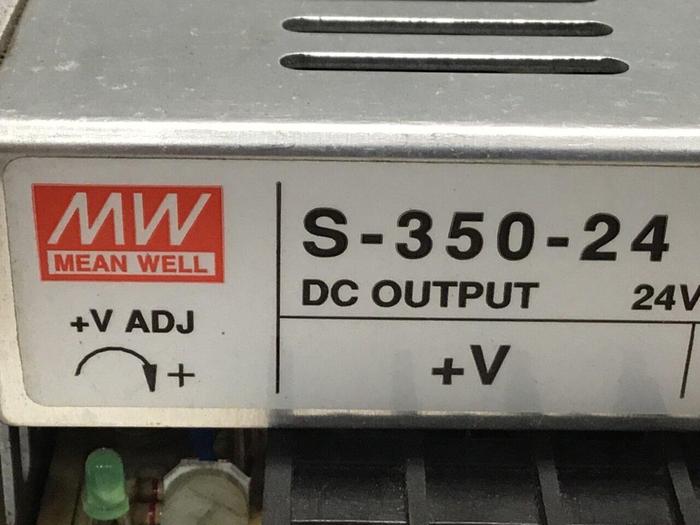 MW
MEAN WELL
+V ADJ
+
S-350-24
DC OUTPUT 24V
+V